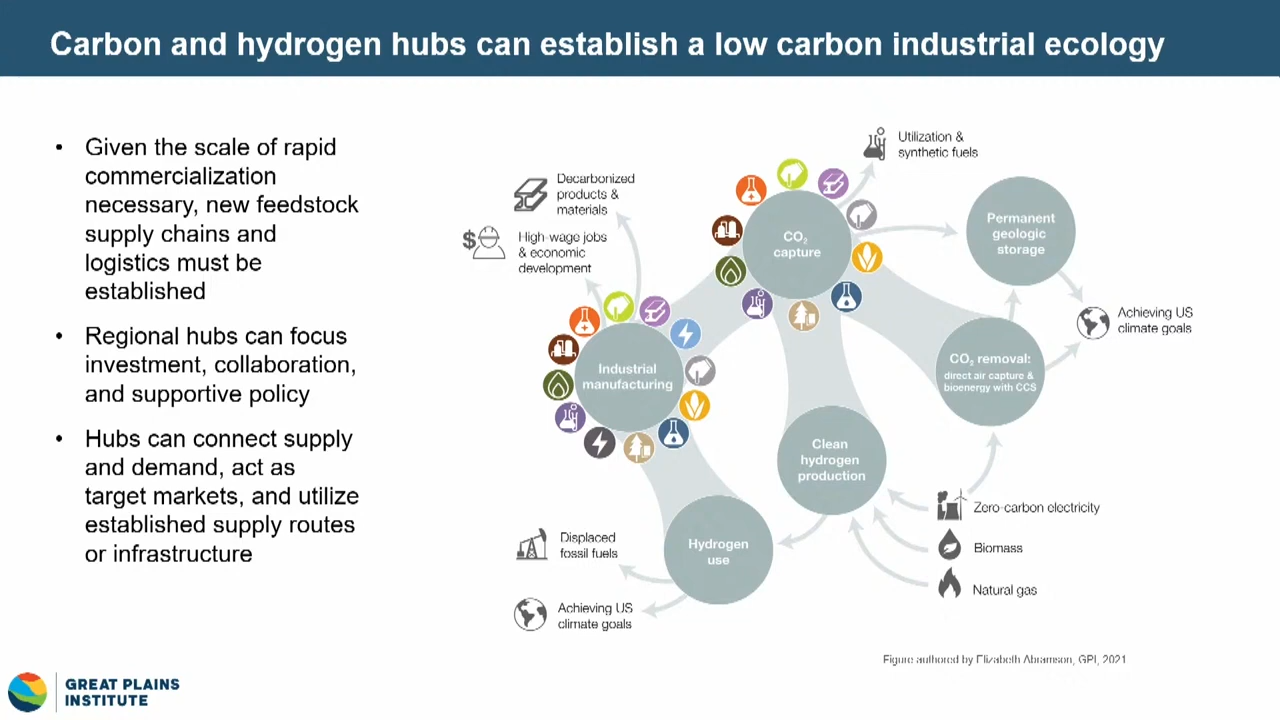 Carbon and hydrogen hubs can establish a low carbon industrial ecology
• Given the scale of rapid
commercialization
necessary, new feedstock
supply chains and
logistics must be
established
• Regional hubs can focus
investment, collaboration,
and supportive policy
• Hubs can connect supply
and demand, act as
target markets, and utilize
established supply routes
or infrastructure
Utilization &
synthetic fuels
Decarbonized
products &
materials
$
High-wage jobs
& economic
development
CO₂
capture
Permanent
geologic
storage
Achieving US
climate goals
Industrial
manufacturing
CO₂ removal:
direct air capture &
bioenergy with CCS
Clean
hydrogen
production
Zero-carbon electricity
Biomass
Natural gas
Hydrogen
use
Displaced
fossil fuels
Achieving US
climate goals
Figure authored by Elizabeth Abramson, GPI, 2021
GREAT PLAINS
INSTITUTE